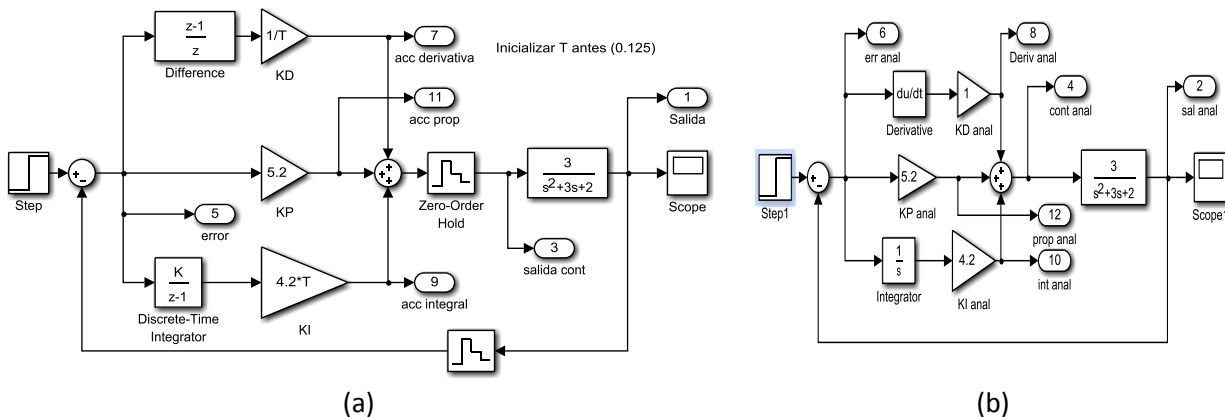 z-1
z
Difference
1/T
KD
7
acc derivativa
Inicializar T antes (0.125)
11
acc prop
1
Salida
Step
+
-
5.2
KP
+
+
+
Zero-Order
Hold
3
s²+3s+2
Scope
5
error
3
salida cont
K
z-1
Discrete-Time
Integrator
4.2*T
KI
9
acc integral
(a)
6
err anal
8
Deriv anal
du/dt
Derivative
1
KD anal
4
cont anal
2
sal anal
Step1
+
-
5.2
KP anal
+
+
+
3
s²+3s+2
Scope1
12
prop anal
1
s
Integrator
4.2
KI anal
10
int anal
(b)